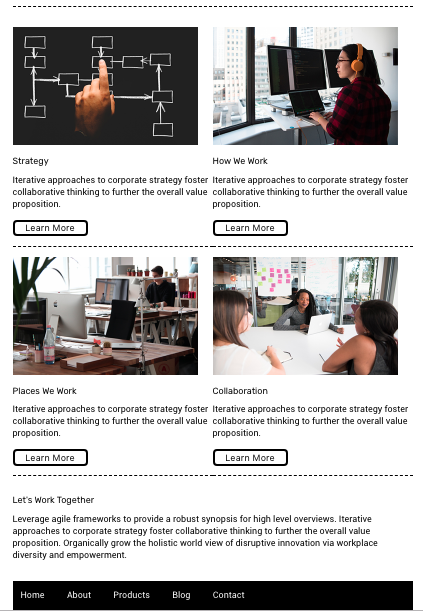 Strategy
Iterative approaches to corporate strategy foster
collaborative thinking to further the overall value
proposition.
Learn More
How We Work
Iterative approaches to corporate strategy foster
collaborative thinking to further the overall value
proposition.
Learn More
Places We Work
Iterative approaches to corporate strategy foster
collaborative thinking to further the overall value
proposition.
Learn More
Collaboration
Iterative approaches to corporate strategy foster
collaborative thinking to further the overall value
proposition.
Learn More
Let's Work Together
Leverage agile frameworks to provide a robust synopsis for high level overviews. Iterative
approaches to corporate strategy foster collaborative thinking to further the overall value
proposition. Organically grow the holistic world view of disruptive innovation via workplace
diversity and empowerment.
Home About Products Blog Contact